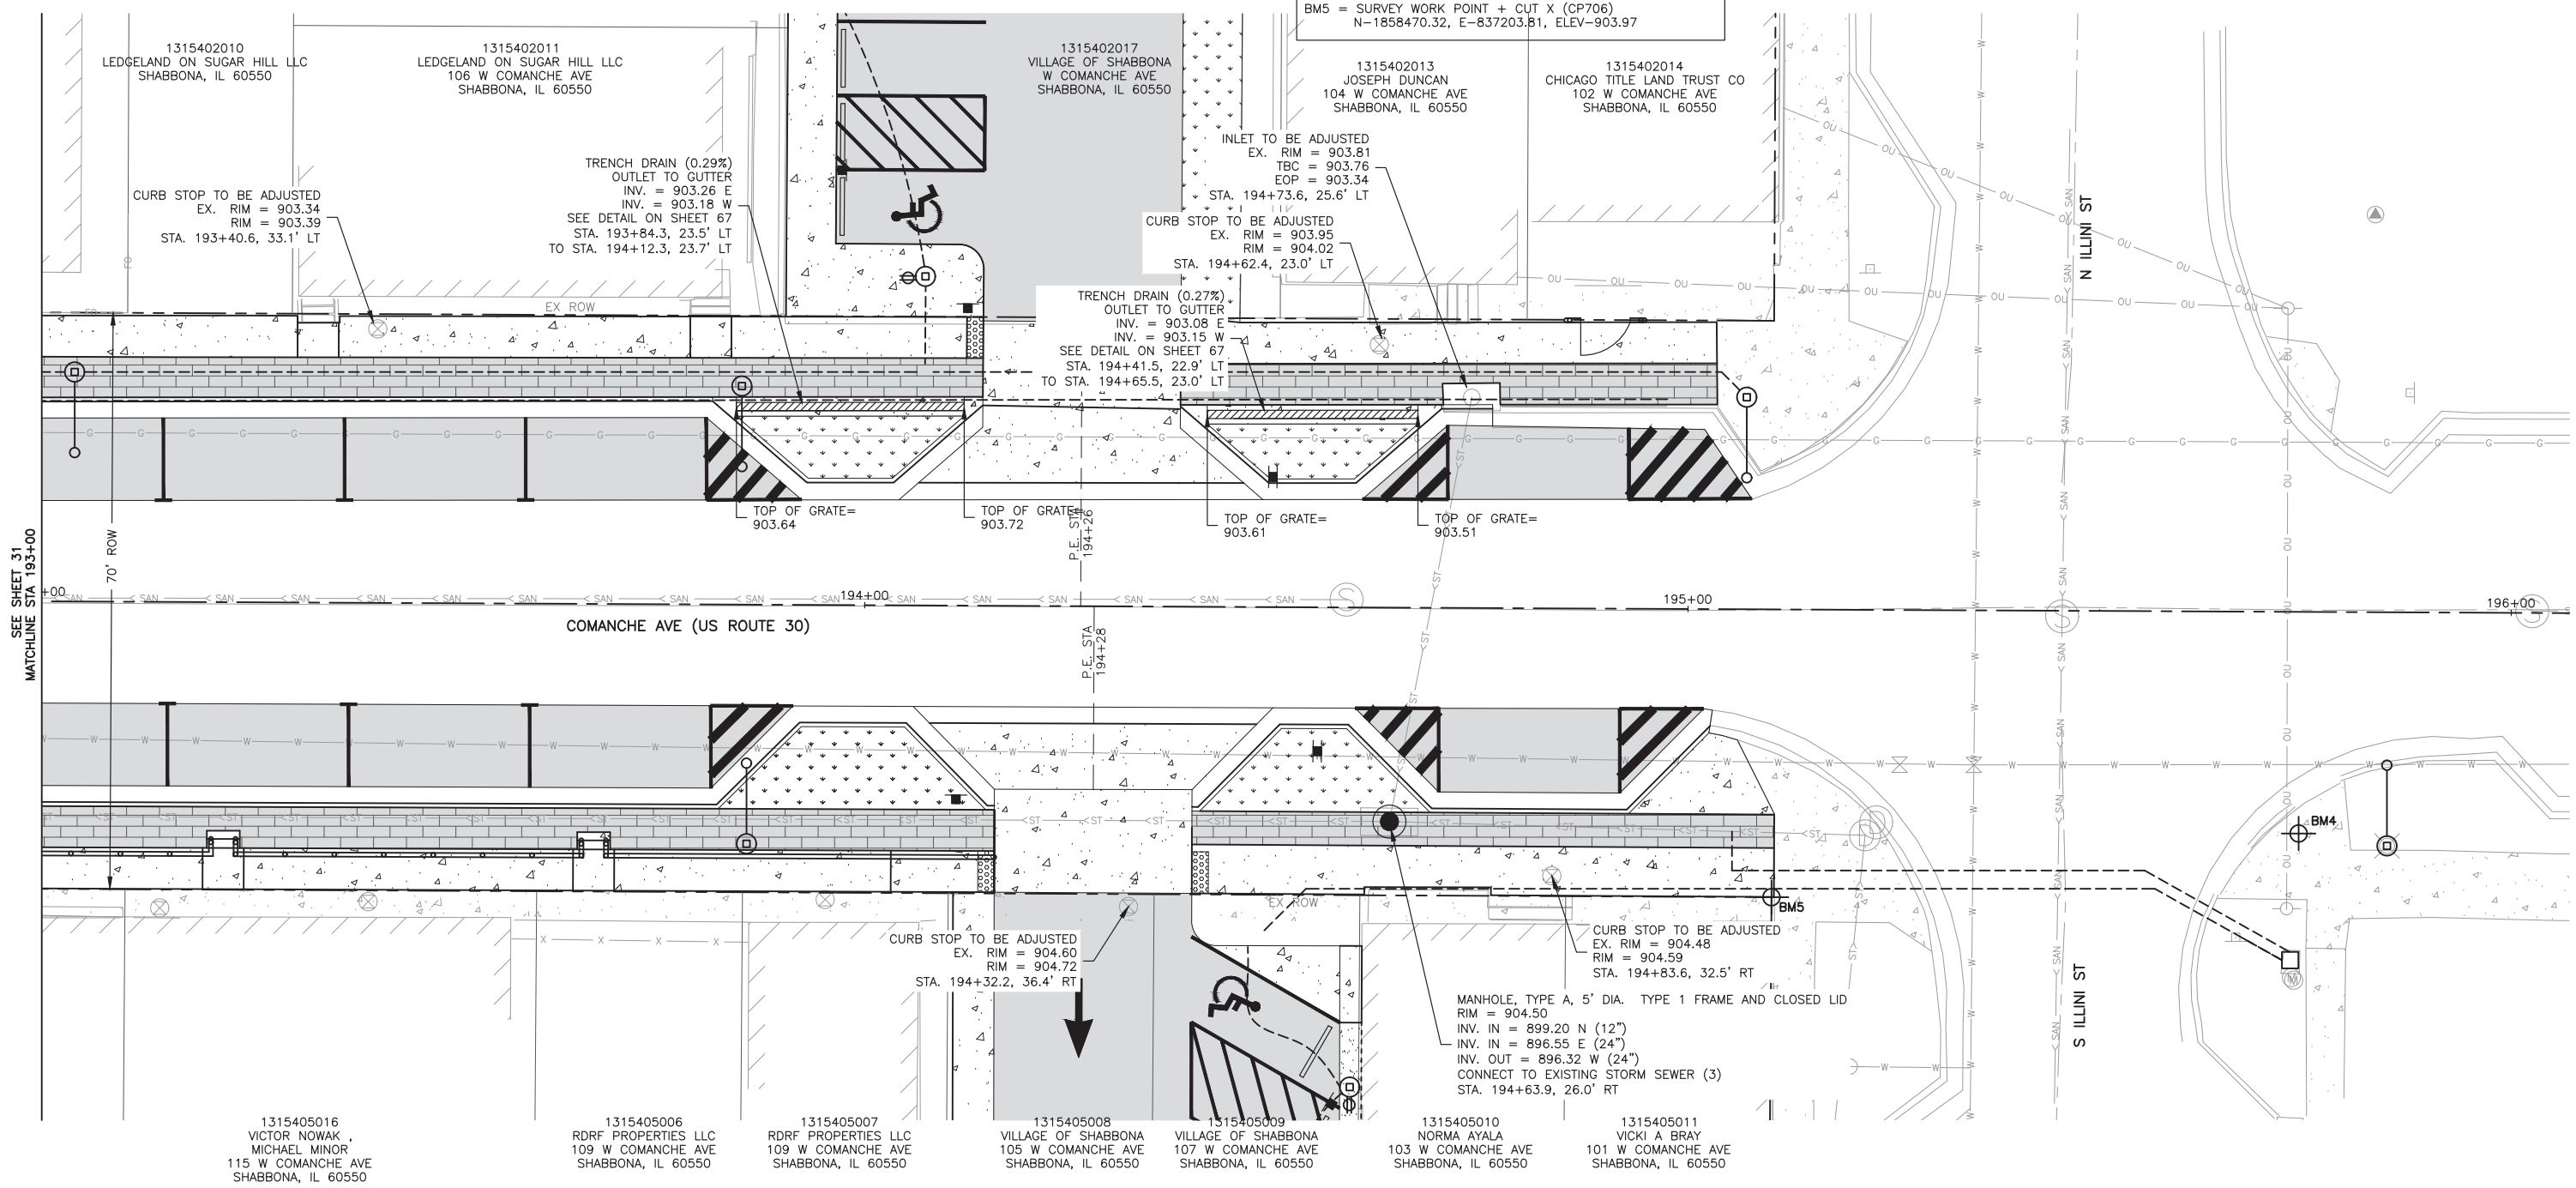 BM5 = SURVEY WORK POINT + CUT X (CP706)
N-1858470.32, E-837203.81, ELEV-903.97
1315402010
LEDGELAND ON SUGAR HILL LLC
SHABBONA, IL 60550
1315402011
LEDGELAND ON SUGAR HILL LLC
106 W COMANCHE AVE
SHABBONA, IL 60550
1315402017
VILLAGE OF SHABBONA
W COMANCHE AVE
SHABBONA, IL 60550
1315402013
JOSEPH DUNCAN
104 W COMANCHE AVE
SHABBONA, IL 60550
1315402014
CHICAGO TITLE LAND TRUST CO
102 W COMANCHE AVE
SHABBONA, IL 60550
CURB STOP TO BE ADJUSTED
EX. RIM = 903.34
RIM = 903.39
STA. 193+40.6, 33.1' LT
TRENCH DRAIN (0.29%)
OUTLET TO GUTTER
INV. = 903.26 E
INV. = 903.18 W
SEE DETAIL ON SHEET 67
STA. 193+84.3, 23.5' LT
TO STA. 194+12.3, 23.7' LT
INLET TO BE ADJUSTED
EX. RIM = 903.81
TBC = 903.76
EOP = 903.34
STA. 194+73.6, 25.6' LT
CURB STOP TO BE ADJUSTED
EX. RIM = 903.95
RIM = 904.02
STA. 194+62.4, 23.0' LT
TRENCH DRAIN (0.27%)
OUTLET TO GUTTER
INV. = 903.08 E
INV. = 903.15 W
SEE DETAIL ON SHEET 67
STA. 194+41.5, 22.9' LT
TO STA. 194+65.5, 23.0' LT
EX ROW
N ILLINI ST
TOP OF GRATE=
903.64
TOP OF GRATE=
903.72
TOP OF GRATE=
903.61
TOP OF GRATE=
903.51
P.E. STA
194+26
SEE SHEET 31
MATCHLINE STA 193+00
70' ROW
+00
194+00
195+00
196+00
COMANCHE AVE (US ROUTE 30)
P.E. STA
194+28
BM4
BM5
EX ROW
CURB STOP TO BE ADJUSTED
EX. RIM = 904.60
RIM = 904.72
STA. 194+32.2, 36.4' RT
CURB STOP TO BE ADJUSTED
EX. RIM = 904.48
RIM = 904.59
STA. 194+83.6, 32.5' RT
MANHOLE, TYPE A, 5' DIA. TYPE 1 FRAME AND CLOSED LID
RIM = 904.50
INV. IN = 899.20 N (12")
INV. IN = 896.55 E (24")
INV. OUT = 896.32 W (24")
CONNECT TO EXISTING STORM SEWER (3)
STA. 194+63.9, 26.0' RT
S ILLINI ST
1315405016
VICTOR NOWAK ,
MICHAEL MINOR
115 W COMANCHE AVE
SHABBONA, IL 60550
1315405006
RDRF PROPERTIES LLC
109 W COMANCHE AVE
SHABBONA, IL 60550
1315405007
RDRF PROPERTIES LLC
109 W COMANCHE AVE
SHABBONA, IL 60550
1315405008
VILLAGE OF SHABBONA
105 W COMANCHE AVE
SHABBONA, IL 60550
1315405009
VILLAGE OF SHABBONA
107 W COMANCHE AVE
SHABBONA, IL 60550
1315405010
NORMA AYALA
103 W COMANCHE AVE
SHABBONA, IL 60550
1315405011
VICKI A BRAY
101 W COMANCHE AVE
SHABBONA, IL 60550